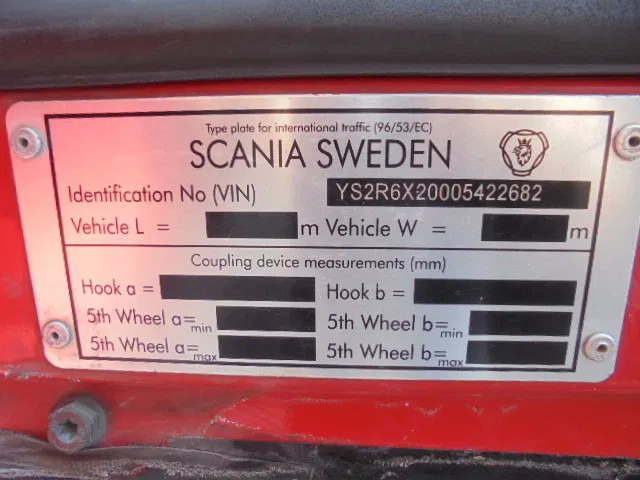 Type plate for international traffic (96/53/EC)
SCANIA SWEDEN
Identification No (VIN) YS2R6X20005422682
Vehicle L = m Vehicle W = m
Coupling device measurements (mm)
Hook a = Hook b =
5th Wheel a=min 5th Wheel b=min
5th Wheel a=max 5th Wheel b=max